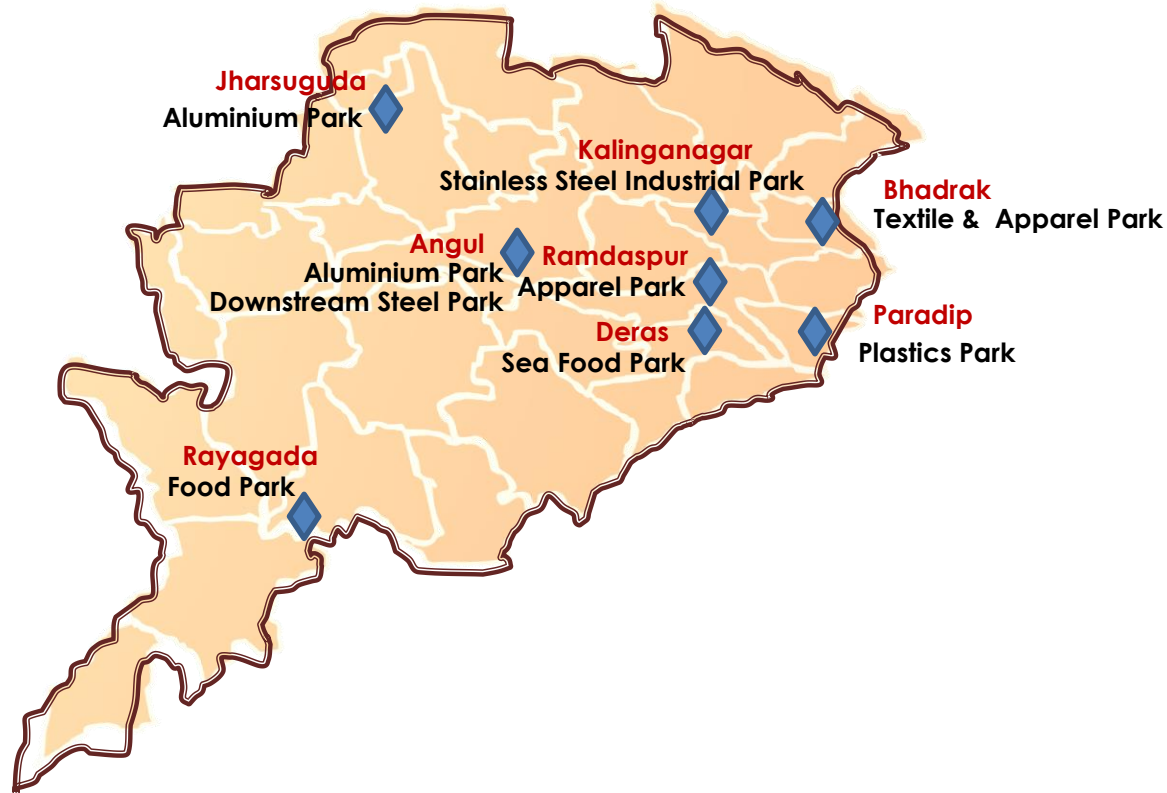 Jharsuguda
Aluminium Park
Kalinganagar
Stainless Steel Industrial Park
Bhadrak
Textile & Apparel Park
Angul
Aluminium Park
Downstream Steel Park
Ramdaspur
Apparel Park
Deras
Sea Food Park
Paradip
Plastics Park
Rayagada
Food Park